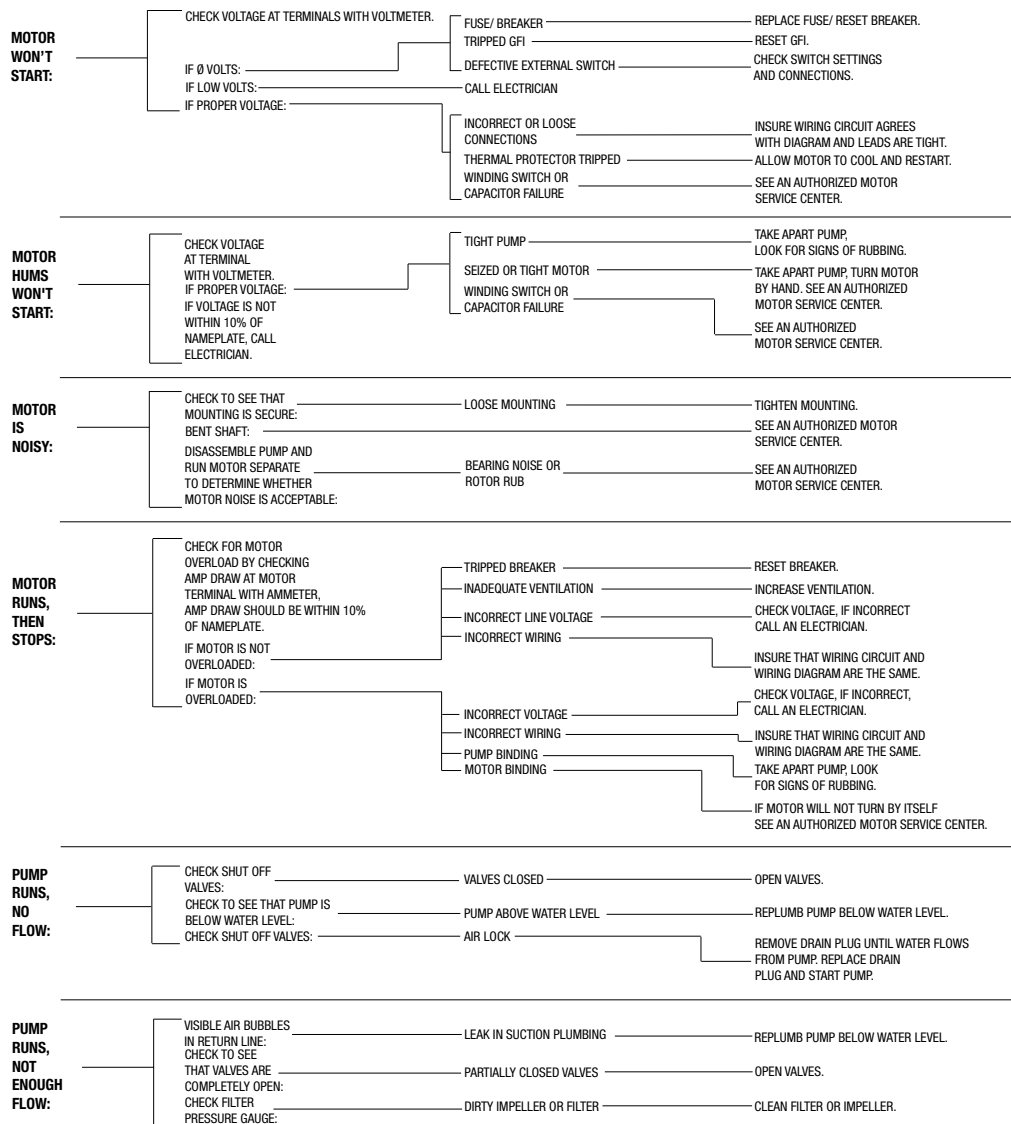 MOTOR
WON'T
START:
CHECK VOLTAGE AT TERMINALS WITH VOLTMETER.
IF Ø VOLTS:
FUSE/ BREAKER
REPLACE FUSE/ RESET BREAKER.
TRIPPED GFI
RESET GFI.
DEFECTIVE EXTERNAL SWITCH
CHECK SWITCH SETTINGS
AND CONNECTIONS.
IF LOW VOLTS:
CALL ELECTRICIAN
IF PROPER VOLTAGE:
INCORRECT OR LOOSE
CONNECTIONS
INSURE WIRING CIRCUIT AGREES
WITH DIAGRAM AND LEADS ARE TIGHT.
THERMAL PROTECTOR TRIPPED
ALLOW MOTOR TO COOL AND RESTART.
WINDING SWITCH OR
CAPACITOR FAILURE
SEE AN AUTHORIZED MOTOR
SERVICE CENTER.
MOTOR
HUMS
WON'T
START:
CHECK VOLTAGE
AT TERMINAL
WITH VOLTMETER.
IF PROPER VOLTAGE:
IF VOLTAGE IS NOT
WITHIN 10% OF
NAMEPLATE, CALL
ELECTRICIAN.
TIGHT PUMP
TAKE APART PUMP,
LOOK FOR SIGNS OF RUBBING.
SEIZED OR TIGHT MOTOR
TAKE APART PUMP, TURN MOTOR
BY HAND. SEE AN AUTHORIZED
MOTOR SERVICE CENTER.
WINDING SWITCH OR
CAPACITOR FAILURE
SEE AN AUTHORIZED
MOTOR SERVICE CENTER.
MOTOR
IS
NOISY:
CHECK TO SEE THAT
MOUNTING IS SECURE:
LOOSE MOUNTING
TIGHTEN MOUNTING.
BENT SHAFT:
SEE AN AUTHORIZED MOTOR
SERVICE CENTER.
DISASSEMBLE PUMP AND
RUN MOTOR SEPARATE
TO DETERMINE WHETHER
MOTOR NOISE IS ACCEPTABLE:
BEARING NOISE OR
ROTOR RUB
SEE AN AUTHORIZED
MOTOR SERVICE CENTER.
MOTOR
RUNS,
THEN
STOPS:
CHECK FOR MOTOR
OVERLOAD BY CHECKING
AMP DRAW AT MOTOR
TERMINAL WITH AMMETER,
AMP DRAW SHOULD BE WITHIN 10%
OF NAMEPLATE.
IF MOTOR IS NOT
OVERLOADED:
TRIPPED BREAKER
RESET BREAKER.
INADEQUATE VENTILATION
INCREASE VENTILATION.
INCORRECT LINE VOLTAGE
CHECK VOLTAGE, IF INCORRECT
CALL AN ELECTRICIAN.
INCORRECT WIRING
INSURE THAT WIRING CIRCUIT AND
WIRING DIAGRAM ARE THE SAME.
IF MOTOR IS
OVERLOADED:
INCORRECT VOLTAGE
CHECK VOLTAGE, IF INCORRECT,
CALL AN ELECTRICIAN.
INCORRECT WIRING
INSURE THAT WIRING CIRCUIT AND
WIRING DIAGRAM ARE THE SAME.
PUMP BINDING
TAKE APART PUMP, LOOK
FOR SIGNS OF RUBBING.
MOTOR BINDING
IF MOTOR WILL NOT TURN BY ITSELF
SEE AN AUTHORIZED MOTOR SERVICE CENTER.
PUMP
RUNS,
NO
FLOW:
CHECK SHUT OFF
VALVES:
VALVES CLOSED
OPEN VALVES.
CHECK TO SEE THAT PUMP IS
BELOW WATER LEVEL:
PUMP ABOVE WATER LEVEL
REPLUMB PUMP BELOW WATER LEVEL.
CHECK SHUT OFF VALVES:
AIR LOCK
REMOVE DRAIN PLUG UNTIL WATER FLOWS
FROM PUMP. REPLACE DRAIN
PLUG AND START PUMP.
PUMP
RUNS,
NOT
ENOUGH
FLOW:
VISIBLE AIR BUBBLES
IN RETURN LINE:
LEAK IN SUCTION PLUMBING
REPLUMB PUMP BELOW WATER LEVEL.
CHECK TO SEE
THAT VALVES ARE
COMPLETELY OPEN:
PARTIALLY CLOSED VALVES
OPEN VALVES.
CHECK FILTER
PRESSURE GAUGE:
DIRTY IMPELLER OR FILTER
CLEAN FILTER OR IMPELLER.